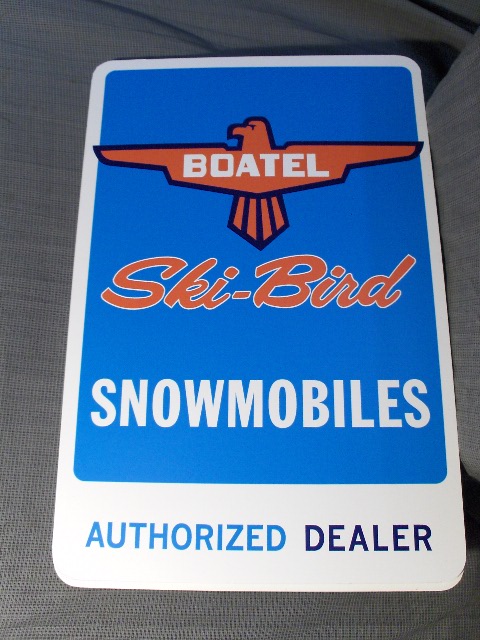 BOATEL
Ski-Bird
SNOWMOBILES
AUTHORIZED DEALER